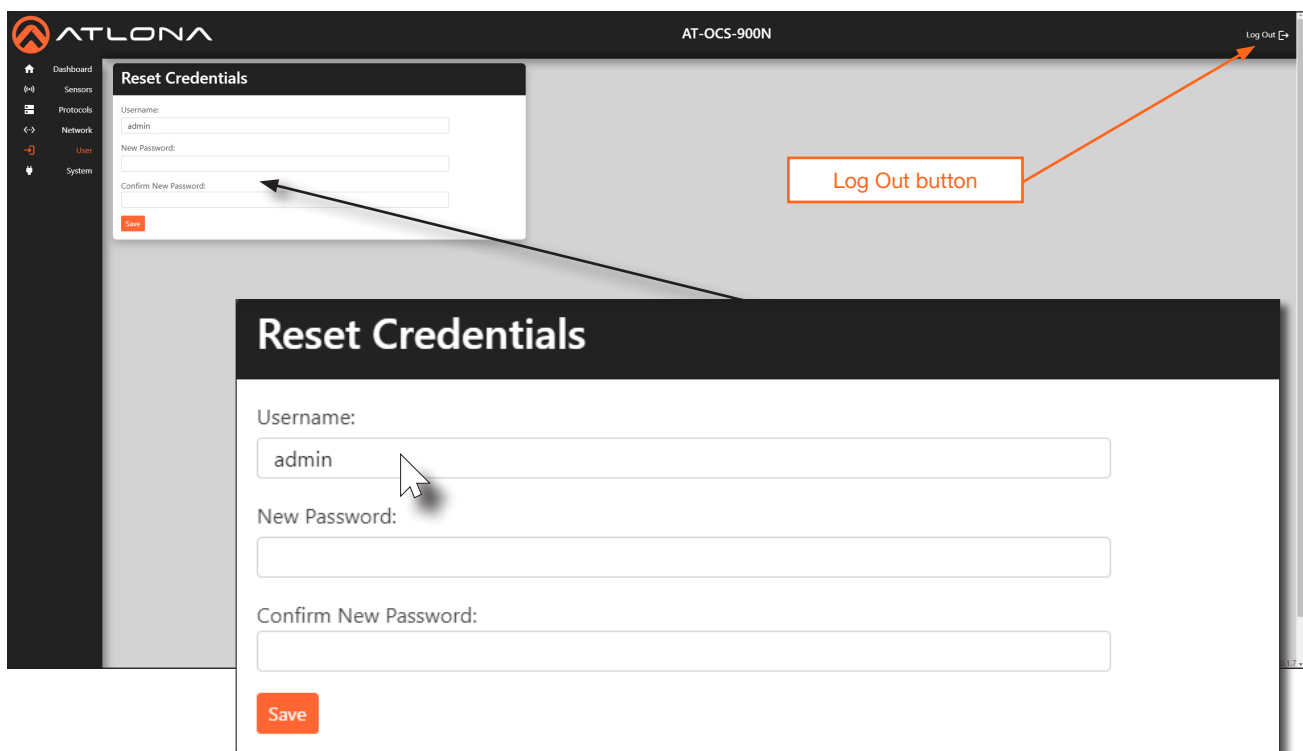 ATLONA
AT-OCS-900N
Log Out
Dashboard
Sensors
Protocols
Network
User
System
Reset Credentials
Username:
admin
New Password:
Confirm New Password:
Save
Log Out button
Reset Credentials
Username:
admin
New Password:
Confirm New Password:
Save